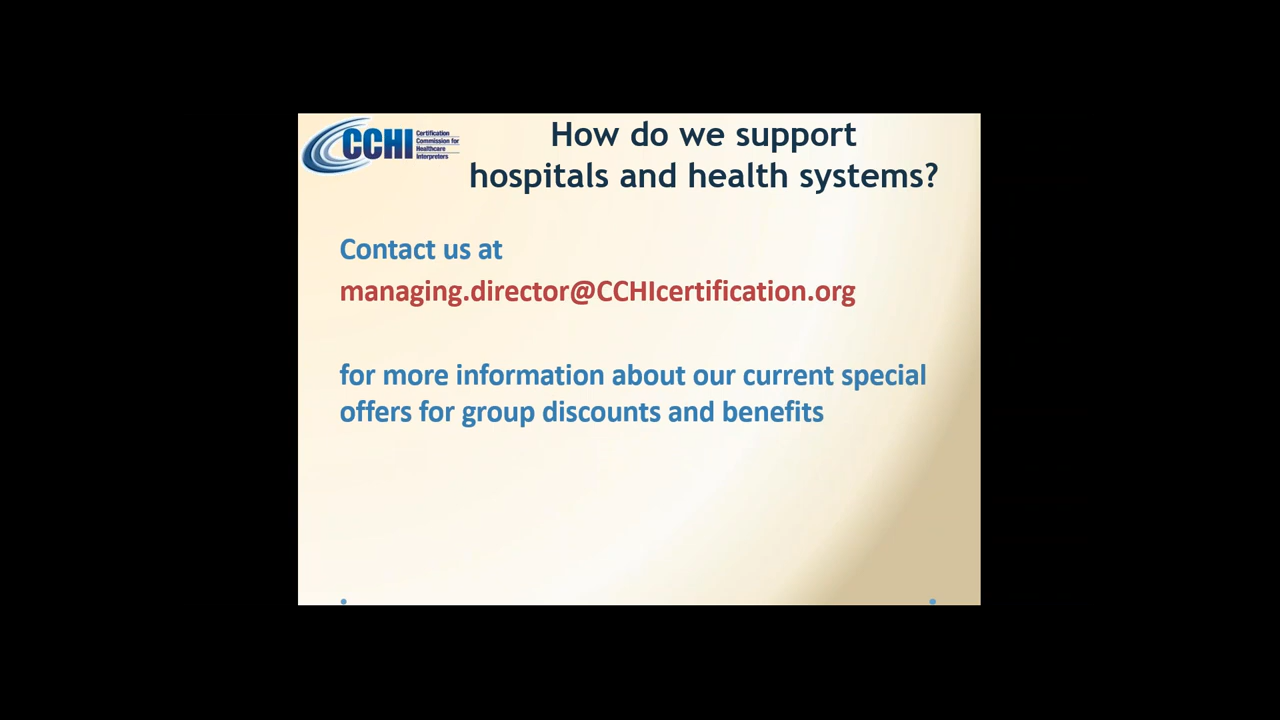 CCHI
Certification
Commission for
Healthcare
Interpreters
How do we support
hospitals and health systems?
Contact us at
managing.director@CCHIcertification.org
for more information about our current special
offers for group discounts and benefits